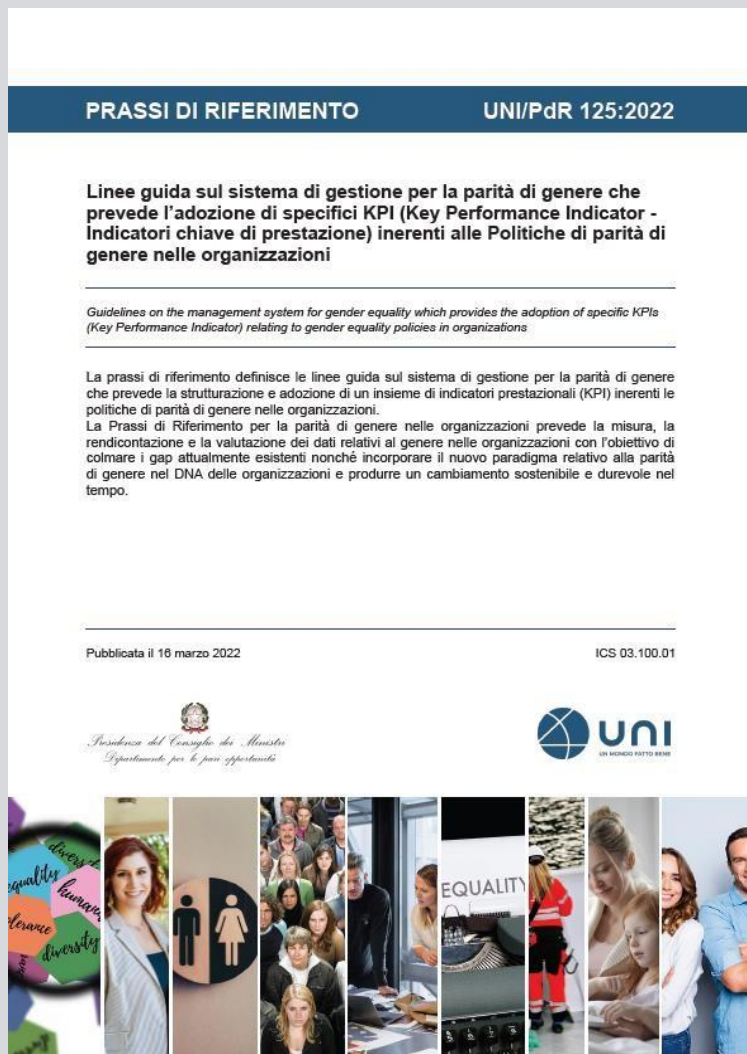 PRASSI DI RIFERIMENTO
UNI/PdR 125:2022
Linee guida sul sistema di gestione per la parità di genere che
prevede l'adozione di specifici KPI (Key Performance Indicator -
Indicatori chiave di prestazione) inerenti alle Politiche di parità di
genere nelle organizzazioni
Guidelines on the management system for gender equality which provides the adoption of specific KPIs
(Key Performance Indicator) relating to gender equality policies in organizations
La prassi di riferimento definisce le linee guida sul sistema di gestione per la parità di genere
che prevede la strutturazione e adozione di un insieme di indicatori prestazionali (KPI) inerenti le
politiche di parità di genere nelle organizzazioni.
La Prassi di Riferimento per la parità di genere nelle organizzazioni prevede la misura, la
rendicontazione e la valutazione dei dati relativi al genere nelle organizzazioni con l'obiettivo di
colmare i gap attualmente esistenti nonché incorporare il nuovo paradigma relativo alla parità
di genere nel DNA delle organizzazioni e produrre un cambiamento sostenibile e durevole nel
tempo.
Pubblicata il 16 marzo 2022
ICS 03.100.01
Presidenza del Consiglio dei Ministri
Dipartimento per le pari opportunità
UNI
UN MONDO FATTO BENE
equality
diversity
EQUALITY